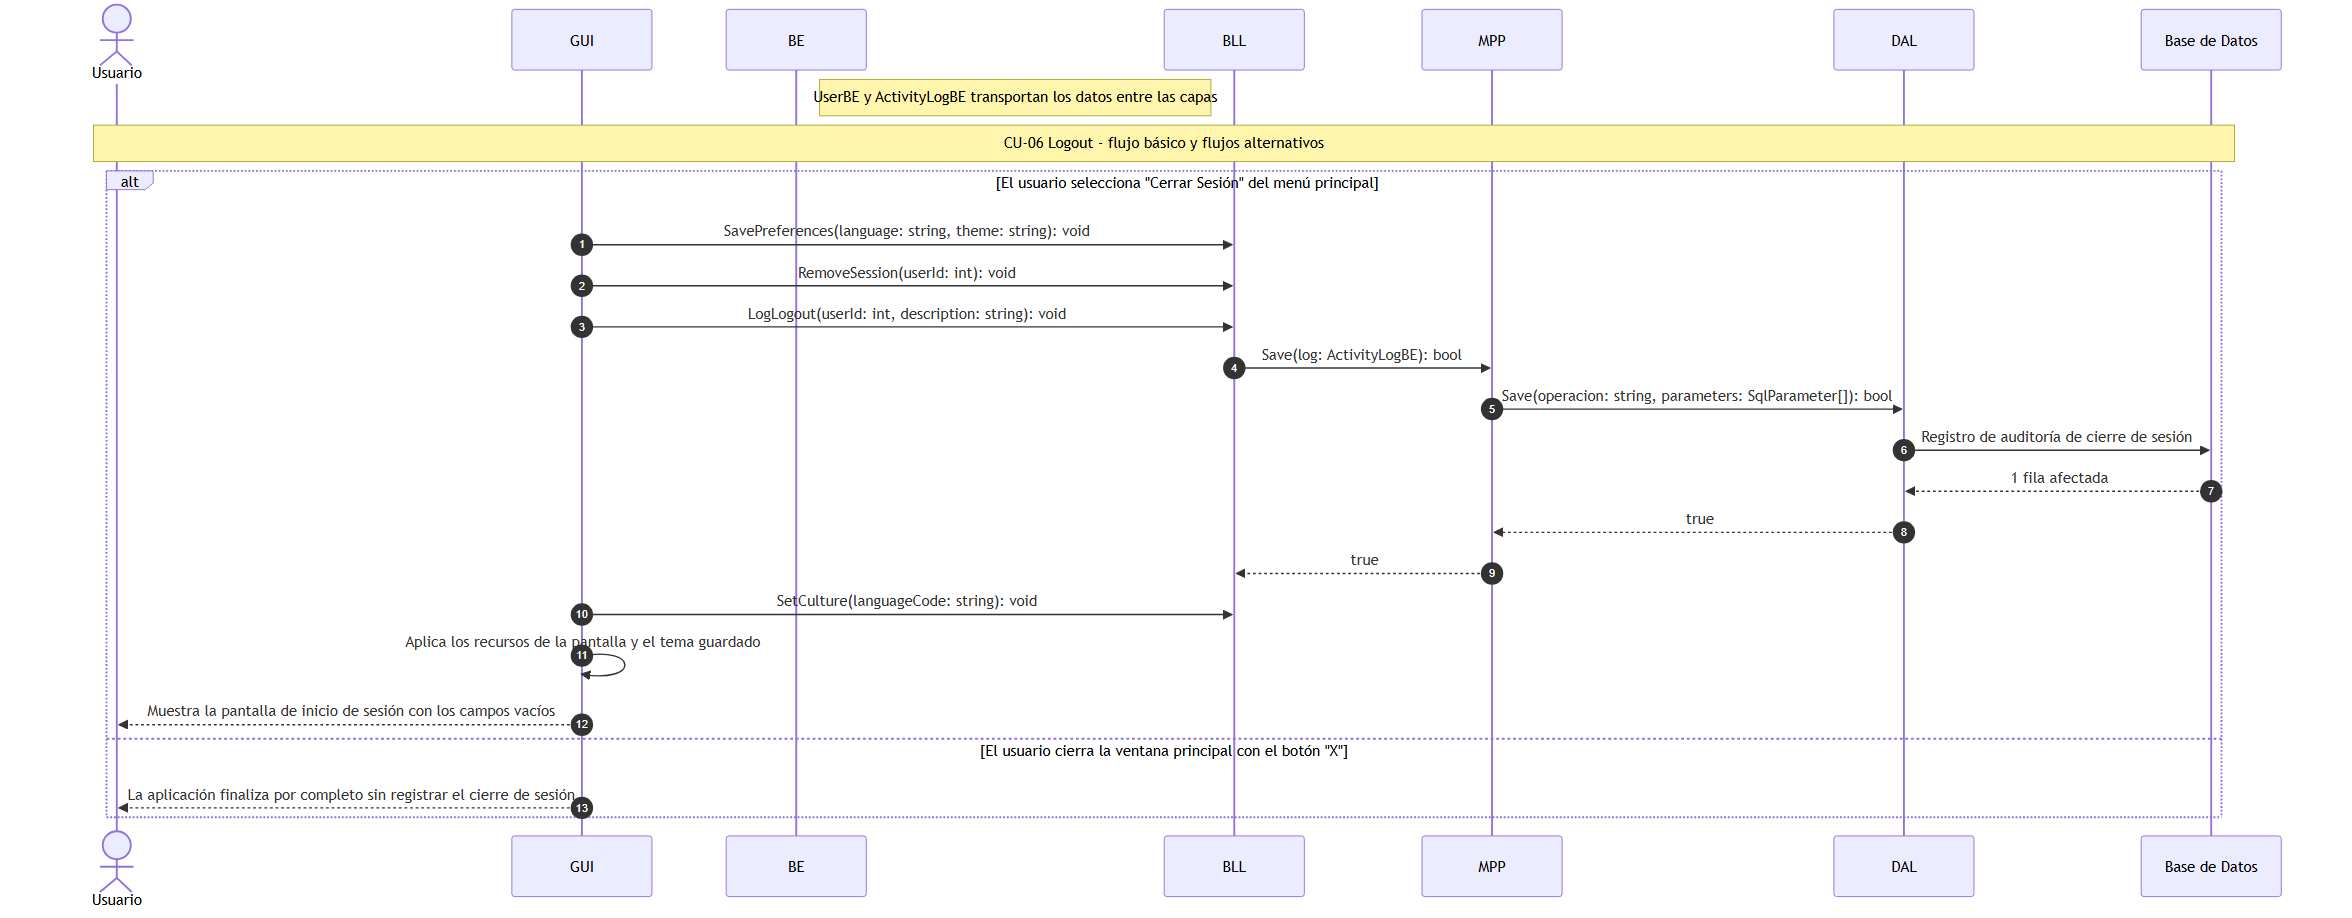 Usuario
GUI
BE
BLL
MPP
DAL
Base de Datos
UserBE y ActivityLogBE transportan los datos entre las capas
CU-06 Logout - flujo básico y flujos alternativos
alt
[El usuario selecciona "Cerrar Sesión" del menú principal]
SavePreferences(language: string, theme: string): void
1
RemoveSession(userId: int): void
2
LogLogout(userId: int, description: string): void
3
Save(log: ActivityLogBE): bool
4
Save(operacion: string, parameters: SqlParameter[]): bool
5
Registro de auditoría de cierre de sesión
6
1 fila afectada
7
true
8
true
9
SetCulture(languageCode: string): void
10
Aplica los recursos de la pantalla y el tema guardado
11
Muestra la pantalla de inicio de sesión con los campos vacíos
12
[El usuario cierra la ventana principal con el botón "X"]
La aplicación finaliza por completo sin registrar el cierre de sesión
13
Usuario
GUI
BE
BLL
MPP
DAL
Base de Datos